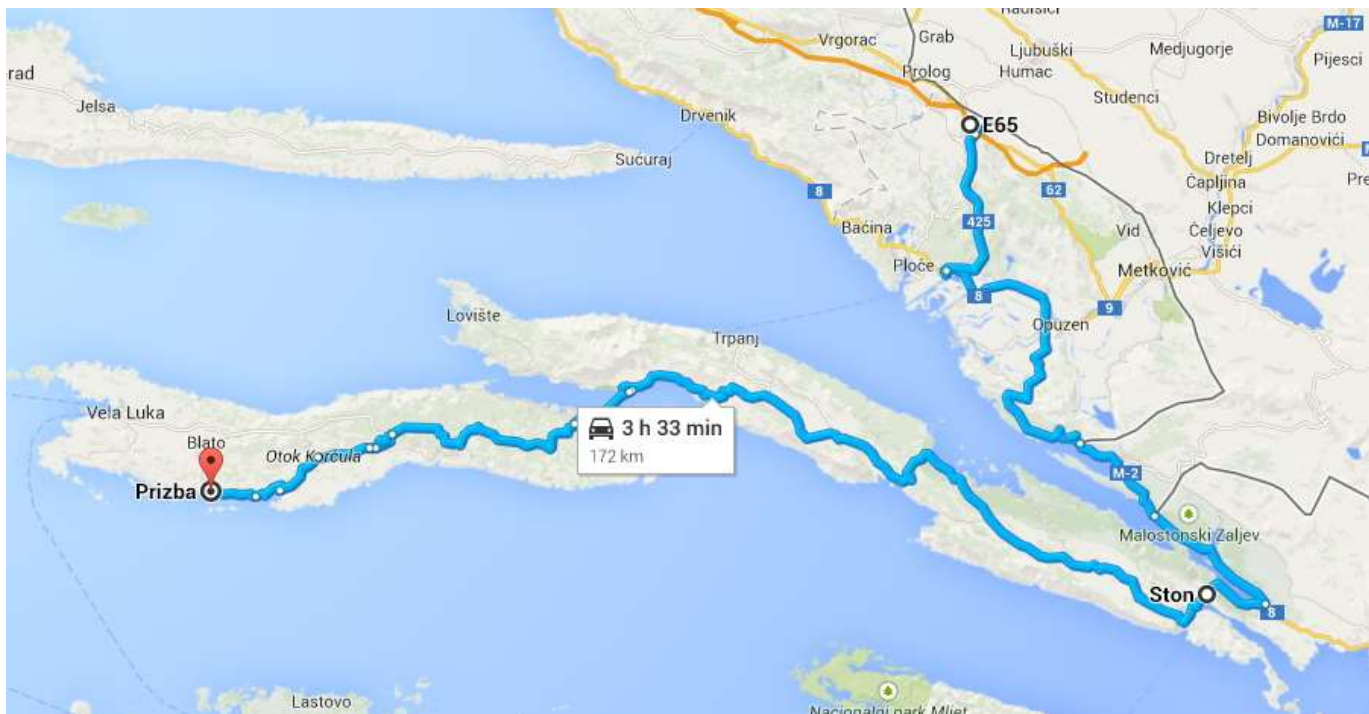 Radišići
M-17
Vrgorac
Grab
Ljubuški
Medjugorje
Pijesci
Prolog
Humac
rad
Jelsa
Studenci
Drvenik
E65
Bivolje Brdo
Domanovići
Sućuraj
Dretelj
Čapljina
8
62
Klepci
425
Baćina
Vid
Čeljevo
Višići
Ploče
Metković
8
9
Lovište
Opuzen
Trpanj
Vela Luka
Blato
3 h 33 min
172 km
Otok Korčula
M-2
Prizba
Malostonski Zaljev
Ston
8
Lastovo
Nacionalni park Mljet